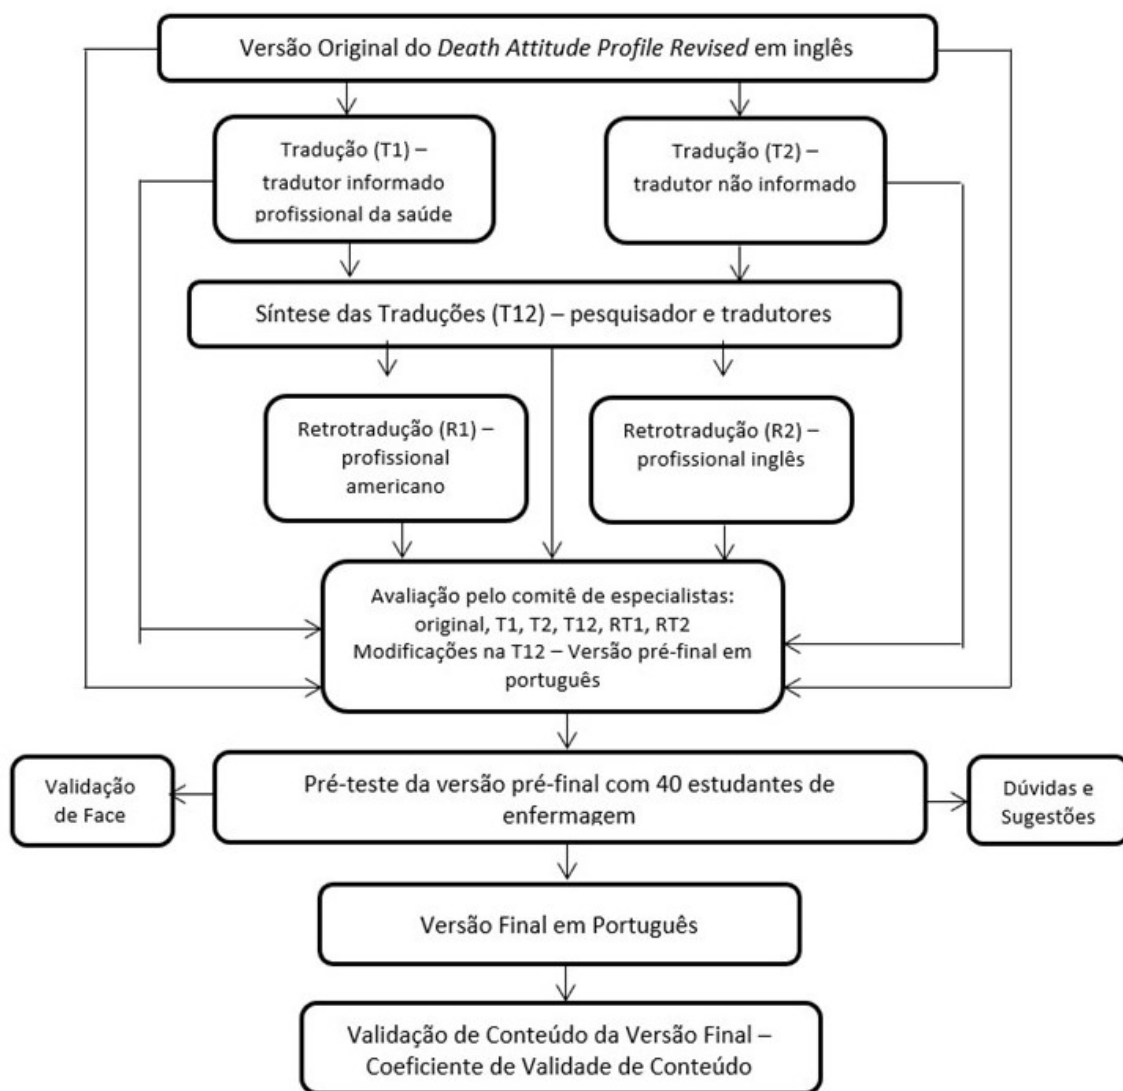 Versão Original do Death Attitude Profile Revised em inglês
Tradução (T1) –
tradutor informado
profissional da saúde
Tradução (T2) –
tradutor não informado
Síntese das Traduções (T12) – pesquisador e tradutores
Retrotradução (R1) –
profissional
americano
Retrotradução (R2) –
profissional inglês
Avaliação pelo comitê de especialistas:
original, T1, T2, T12, RT1, RT2
Modificações na T12 – Versão pré-final em
português
Validação
de Face
Pré-teste da versão pré-final com 40 estudantes de
enfermagem
Dúvidas e
Sugestões
Versão Final em Português
Validação de Conteúdo da Versão Final –
Coeficiente de Validade de Conteúdo